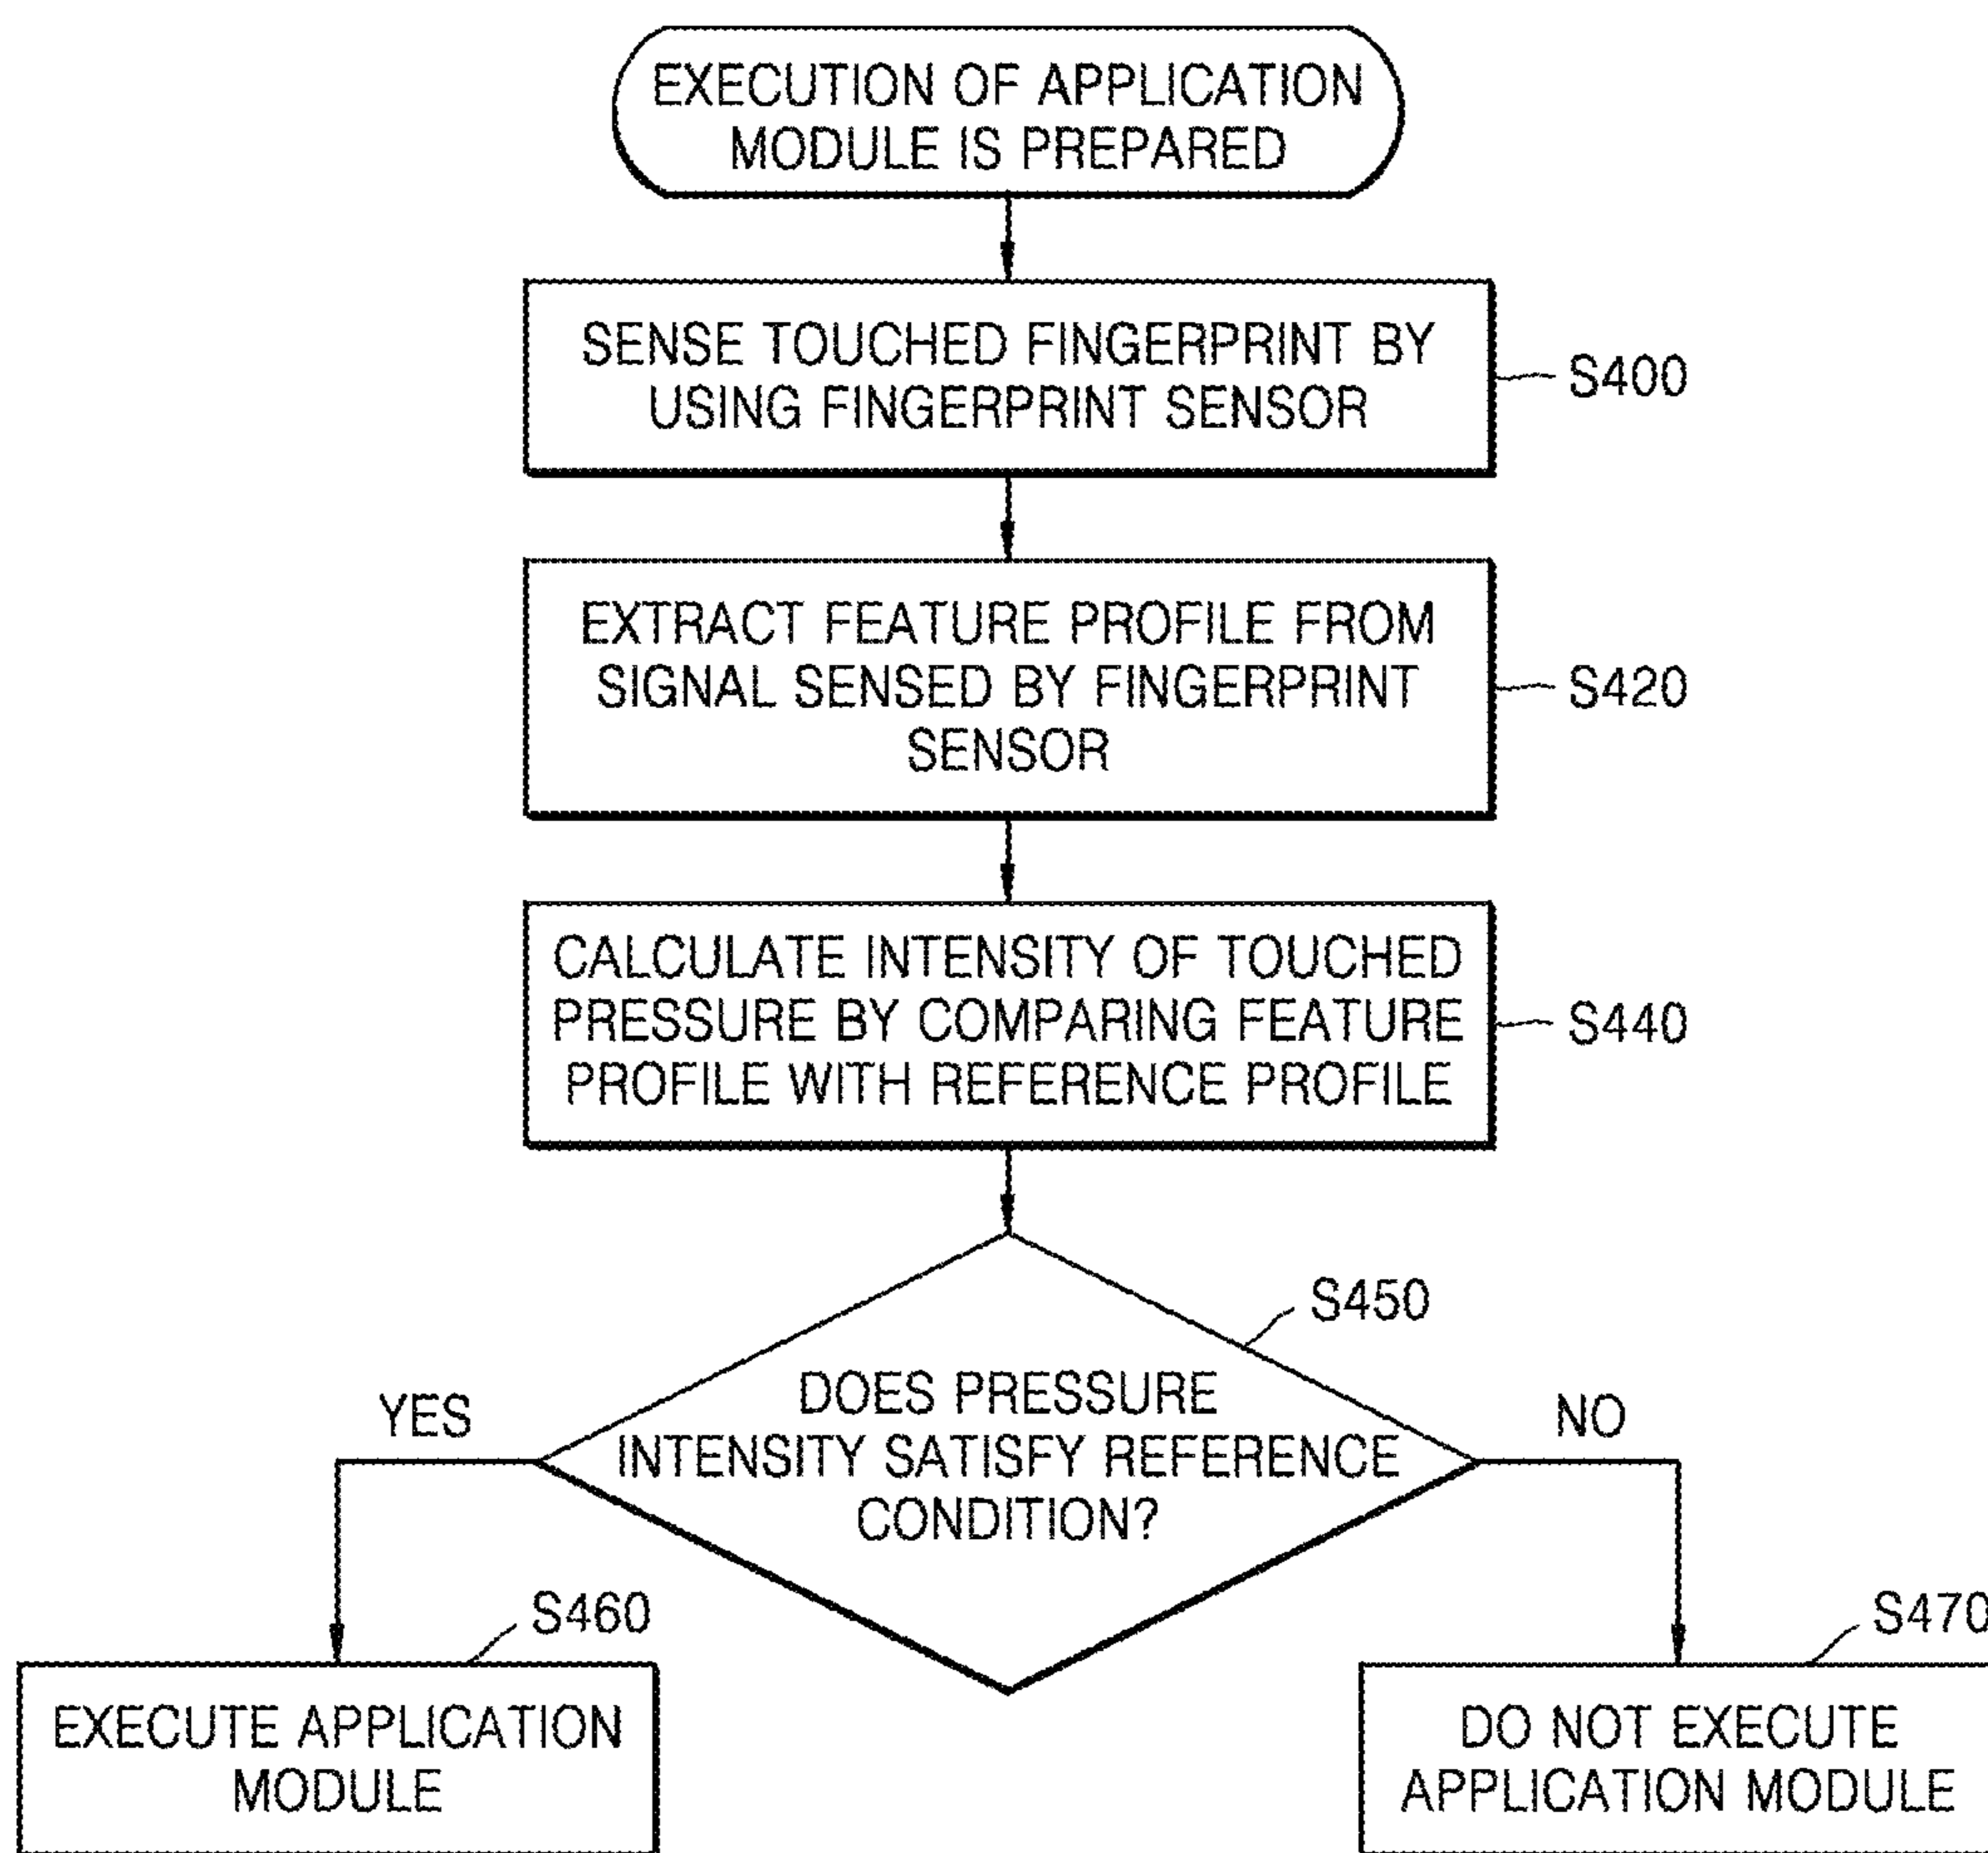 EXECUTION OF APPLICATION
MODULE IS PREPARED
SENSE TOUCHED FINGERPRINT BY
USING FINGERPRINT SENSOR
S400
EXTRACT FEATURE PROFILE FROM
SIGNAL SENSED BY FINGERPRINT
SENSOR
S420
CALCULATE INTENSITY OF TOUCHED
PRESSURE BY COMPARING FEATURE
PROFILE WITH REFERENCE PROFILE
S440
S450
DOES PRESSURE
INTENSITY SATISFY REFERENCE
CONDITION?
YES
NO
S460
EXECUTE APPLICATION
MODULE
S470
DO NOT EXECUTE
APPLICATION MODULE